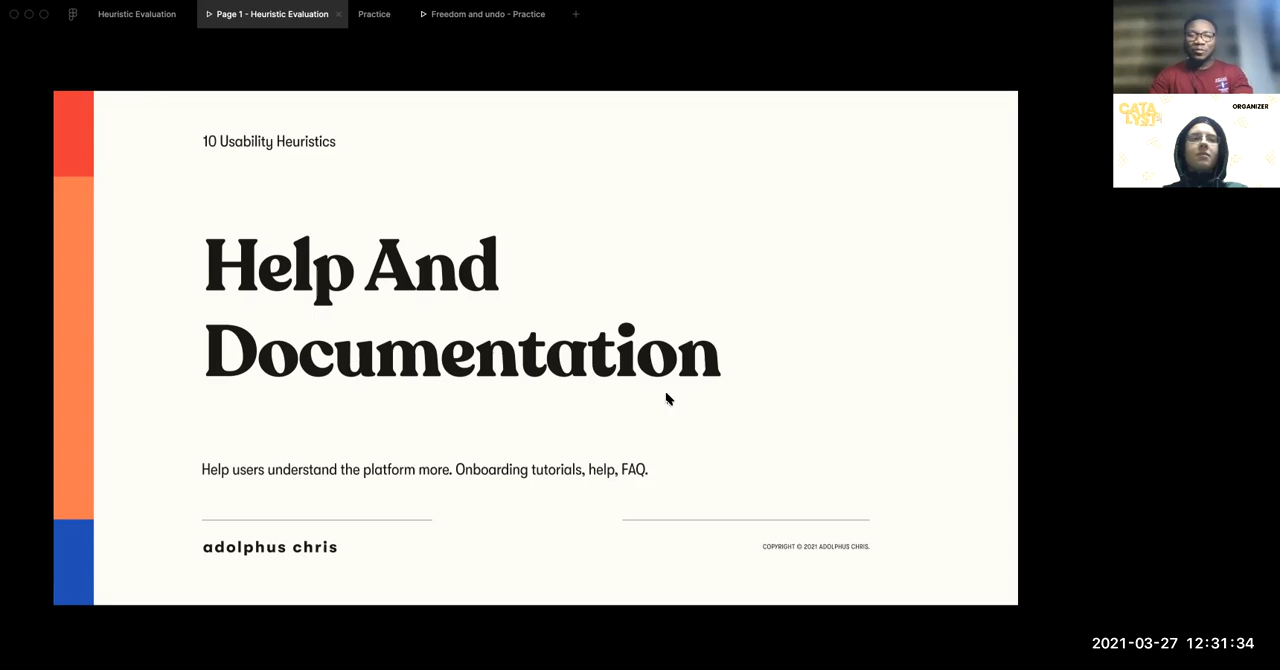 Heuristic Evaluation
Page 1 - Heuristic Evaluation
Practice
Freedom and undo - Practice
CATA
LYST
ORGANIZER
10 Usability Heuristics
Help And
Documentation
Help users understand the platform more. Onboarding tutorials, help, FAQ.
adolphus chris
COPYRIGHT © 2021 ADOLPHUS CHRIS.
2021-03-27 12:31:34